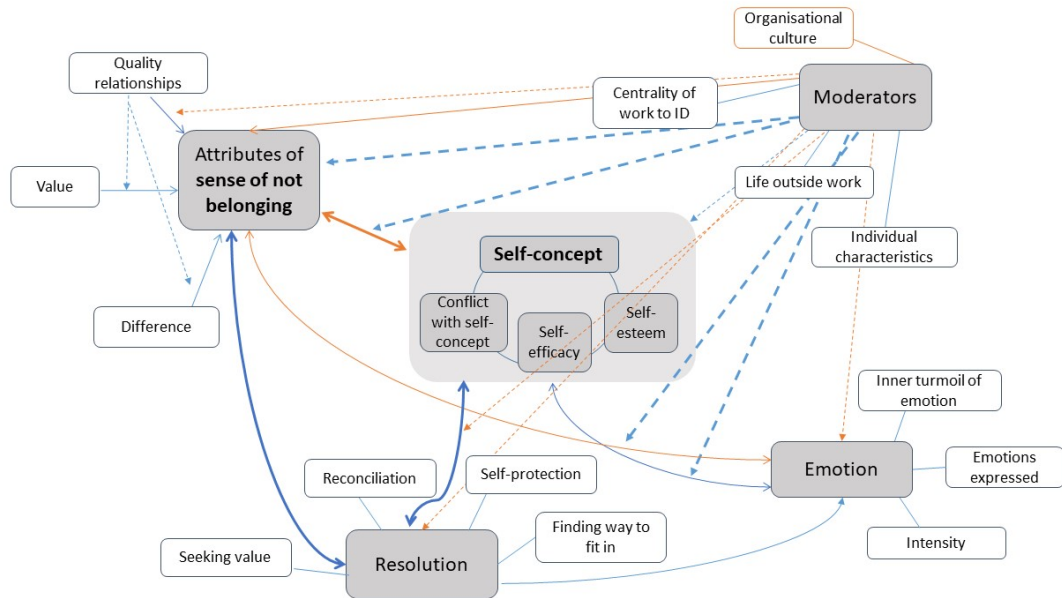 Organisational
culture
Quality
relationships
Centrality of
work to ID
Moderators
Attributes of
sense of not
belonging
Value
Life outside work
Self-concept
Individual
characteristics
Conflict
with self-
concept
Self-
esteem
Self-
efficacy
Difference
Inner turmoil of
emotion
Emotion
Emotions
expressed
Reconciliation
Self-protection
Finding way to
fit in
Intensity
Seeking value
Resolution